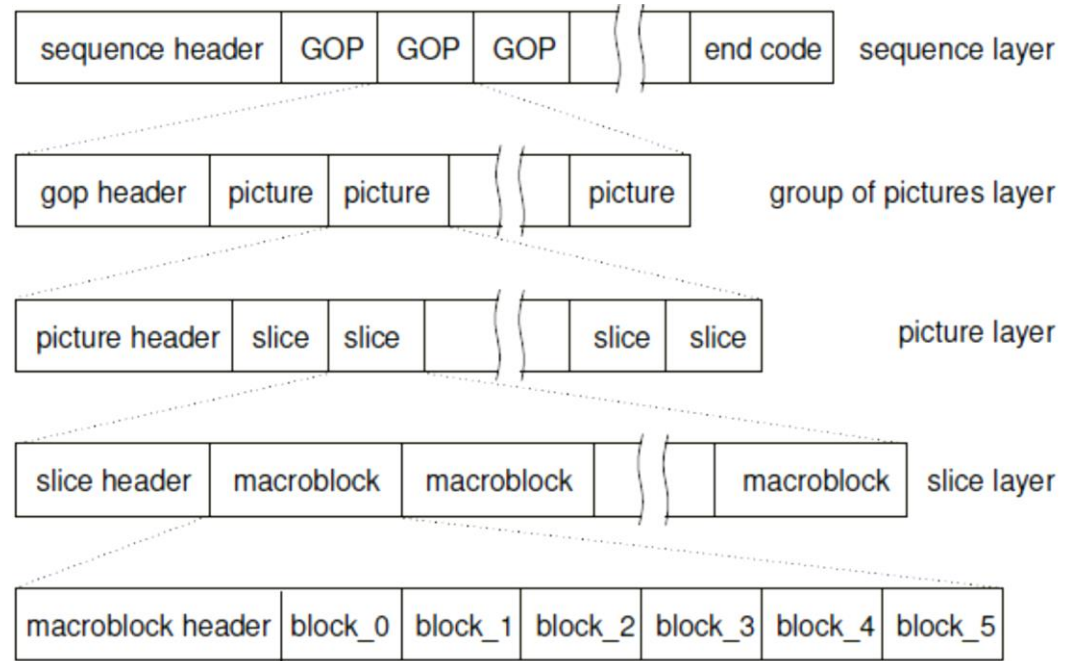 sequence header GOP GOP GOP end code sequence layer
gop header picture picture picture group of pictures layer
picture header slice slice slice slice picture layer
slice header macroblock macroblock macroblock slice layer
macroblock header block_0 block_1 block_2 block_3 block_4 block_5